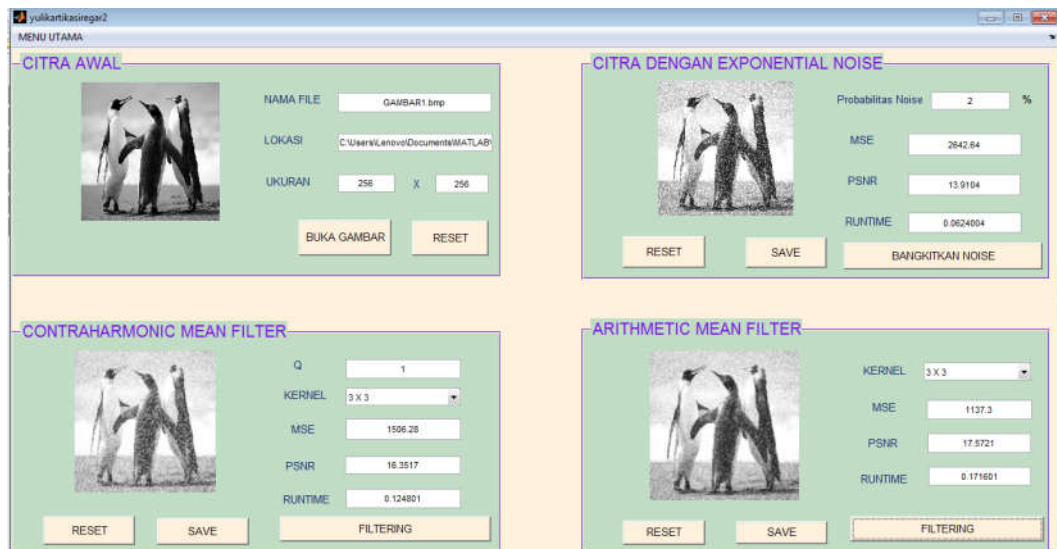 yulikartikasiregar2
MENU UTAMA
CITRA AWAL
NAMA FILE GAMBAR1.bmp
LOKASI C:\Users\Lenovo\Documents\MATLAB\
UKURAN 256 X 256
BUKA GAMBAR RESET
CITRA DENGAN EXPONENTIAL NOISE
Probabilitas Noise 2 %
MSE 2642.64
PSNR 13.9104
RUNTIME 0.0624004
RESET SAVE BANGKITKAN NOISE
CONTRAHARMONIC MEAN FILTER
Q 1
KERNEL 3 X 3
MSE 1506.28
PSNR 16.3517
RUNTIME 0.124801
RESET SAVE FILTERING
ARITHMETIC MEAN FILTER
KERNEL 3 X 3
MSE 1137.3
PSNR 17.5721
RUNTIME 0.171601
RESET SAVE FILTERING